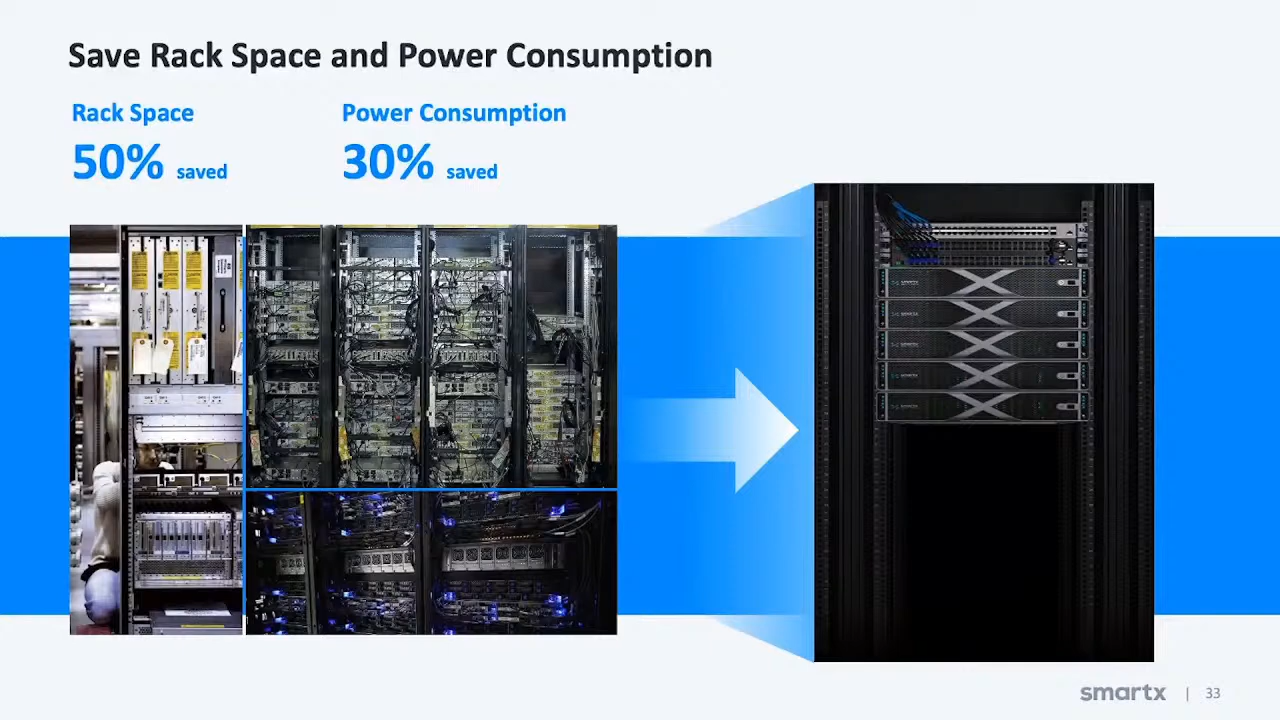 Save Rack Space and Power Consumption
Rack Space
50% saved
Power Consumption
30% saved
smartx | 33